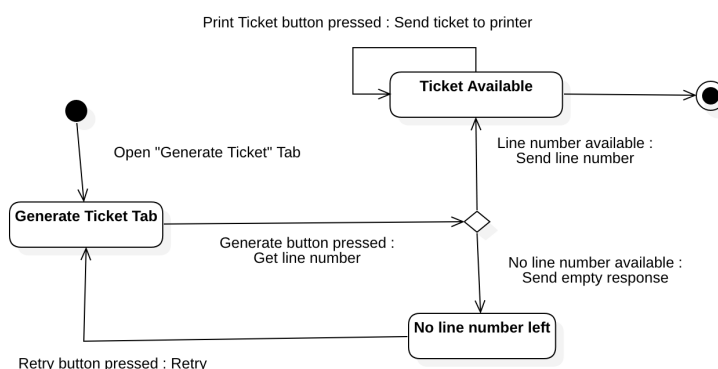 Print Ticket button pressed : Send ticket to printer
Ticket Available
Open "Generate Ticket" Tab
Line number available :
Send line number
Generate Ticket Tab
Generate button pressed :
Get line number
No line number available :
Send empty response
No line number left
Retry button pressed : Retry